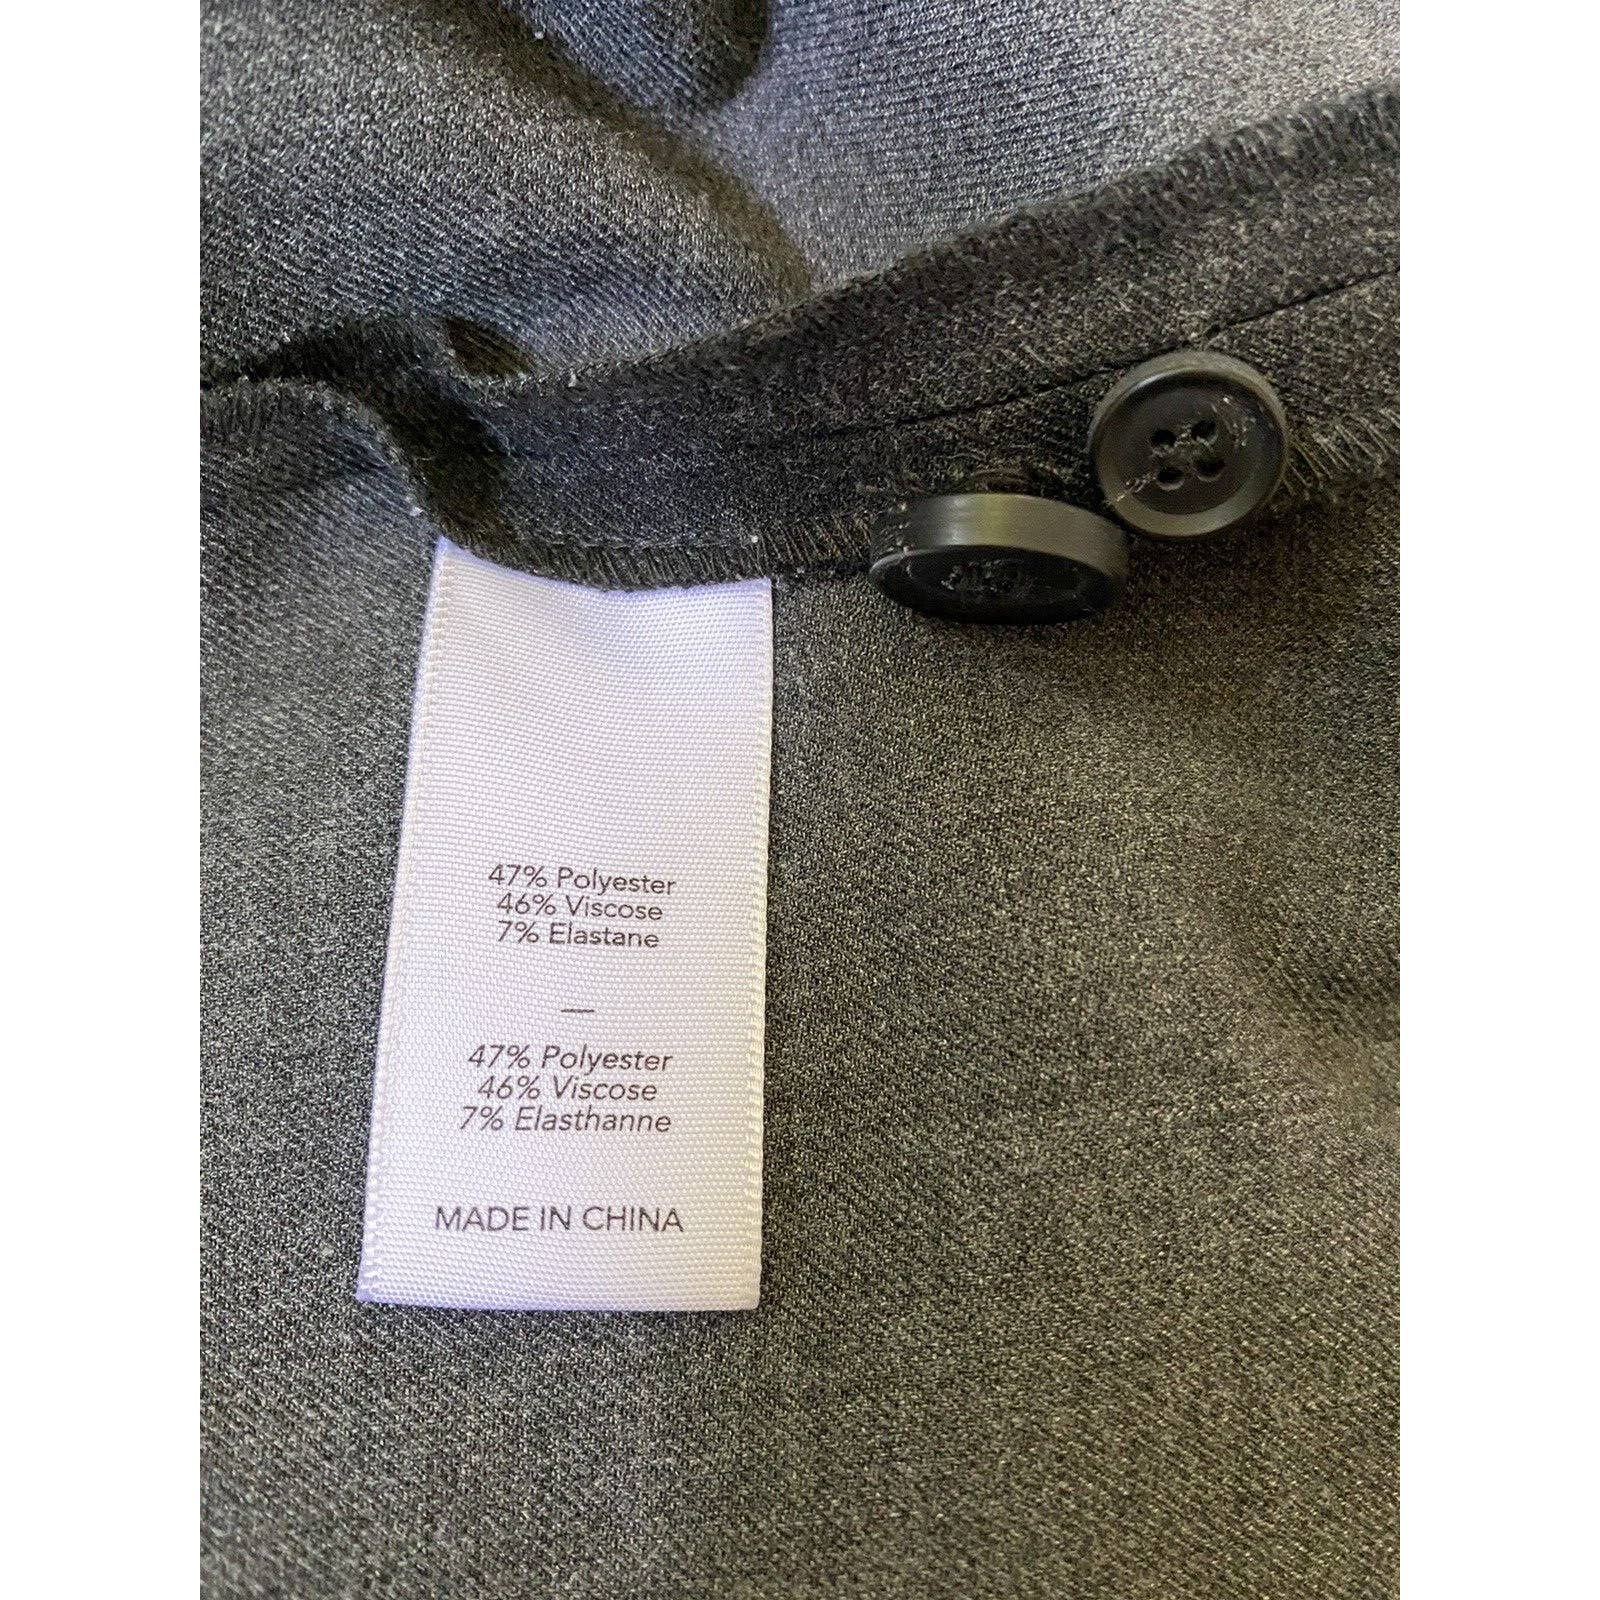 47% Polyester
46% Viscose
7% Elastane
—
47% Polyester
46% Viscose
7% Elasthanne
MADE IN CHINA